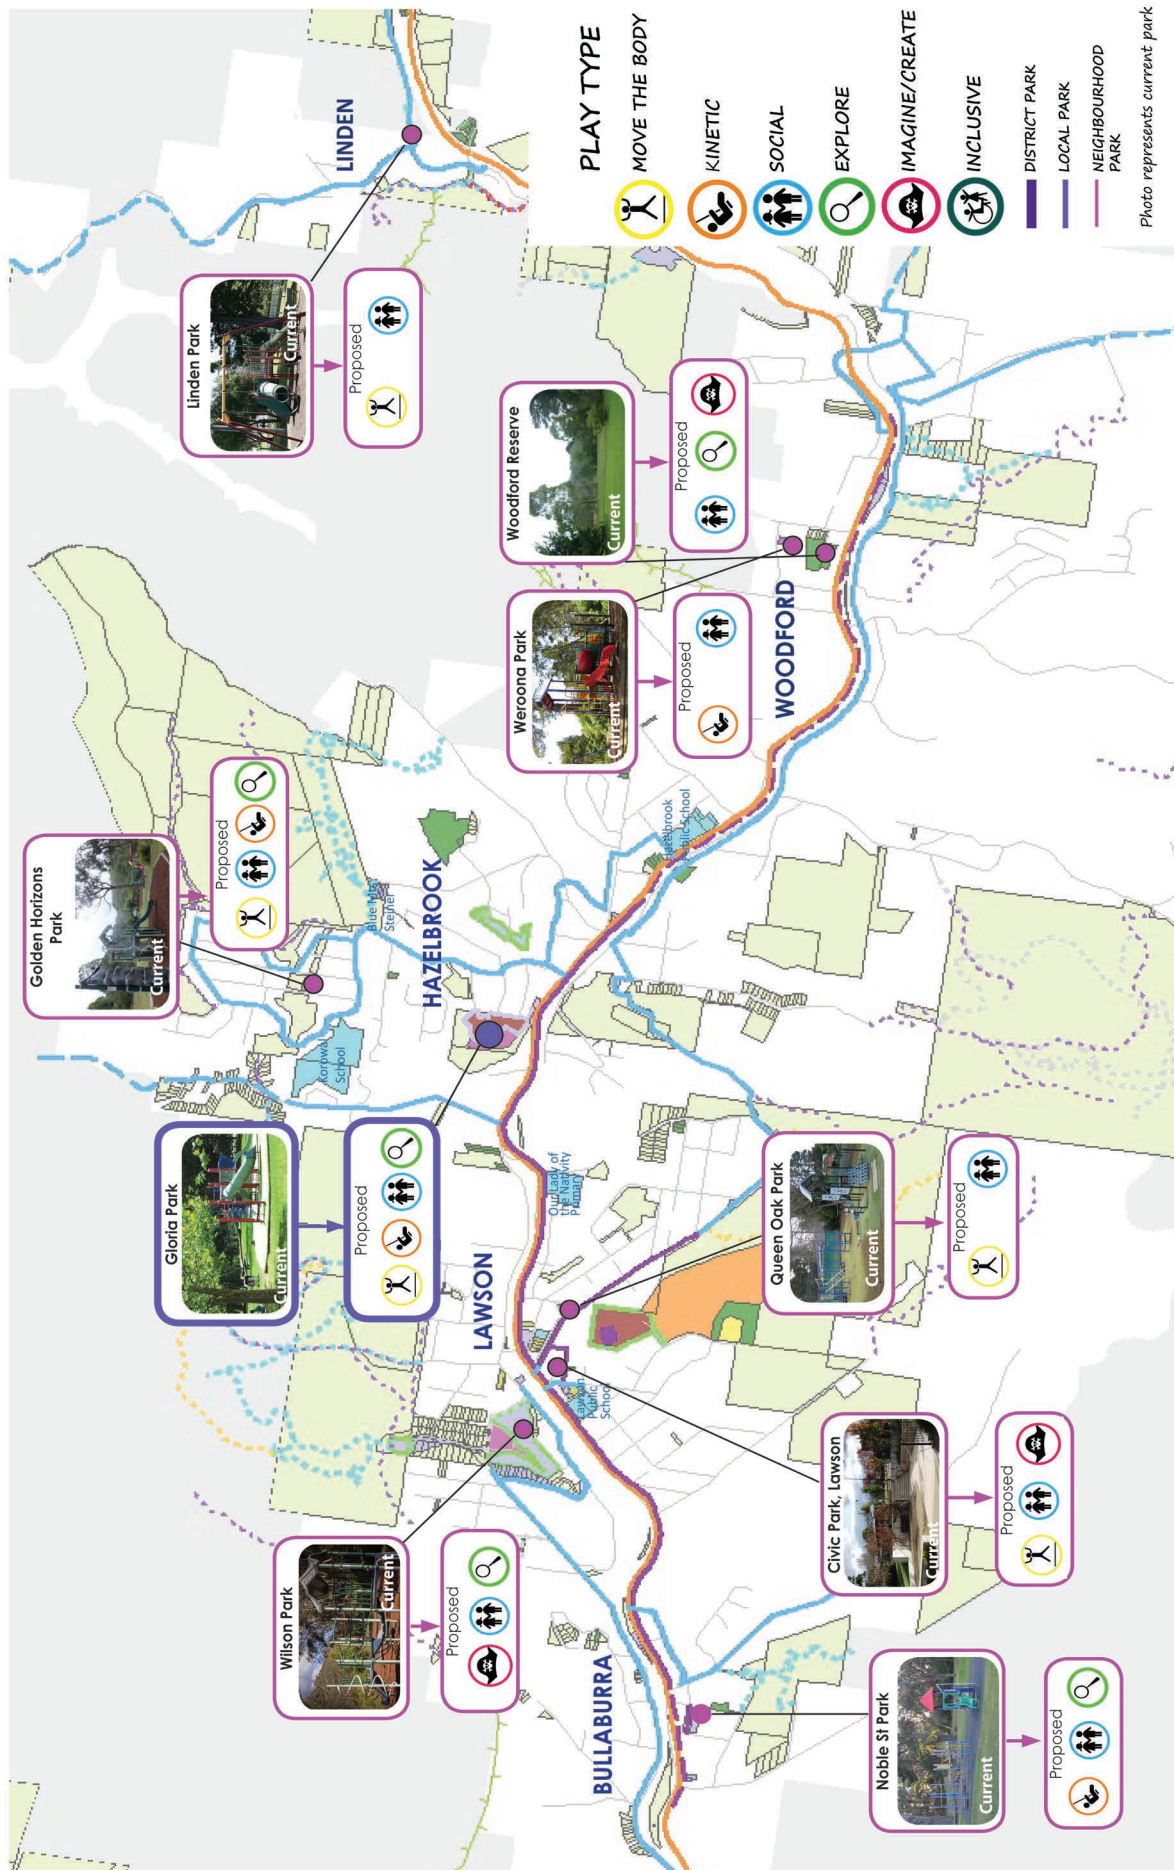 BULLABURRA
LAWSON
HAZELBROOK
WOODFORD
LINDEN
Noble St Park
Current
Proposed
Wilson Park
Current
Proposed
Civic Park, Lawson
Current
Proposed
Queen Oak Park
Current
Proposed
Gloria Park
Current
Proposed
Golden Horizons
Park
Current
Proposed
Weroona Park
Current
Proposed
Woodford Reserve
Current
Proposed
Linden Park
Current
Proposed
Lawson
Public
School
Our Lady of
the Nativity
Primary
Korowal
School
Blue Mts
Steiner
Hazelbrook
Public School
PLAY TYPE
MOVE THE BODY
KINETIC
SOCIAL
EXPLORE
IMAGINE/CREATE
INCLUSIVE
DISTRICT PARK
LOCAL PARK
NEIGHBOURHOOD
PARK
Photo represents current park